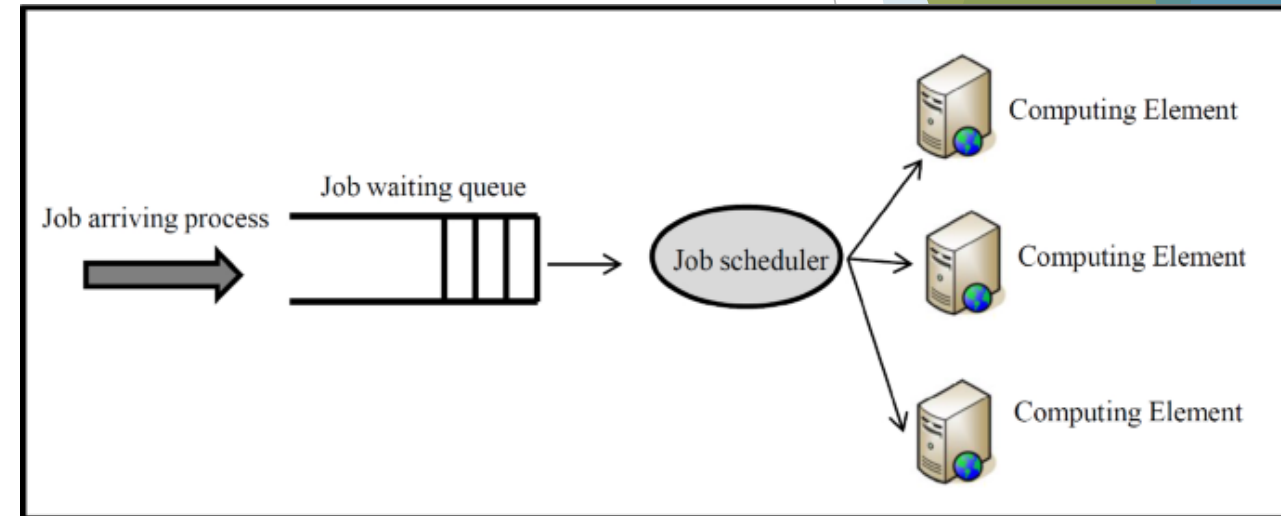 Job arriving process
Job waiting queue
Job scheduler
Computing Element
Computing Element
Computing Element